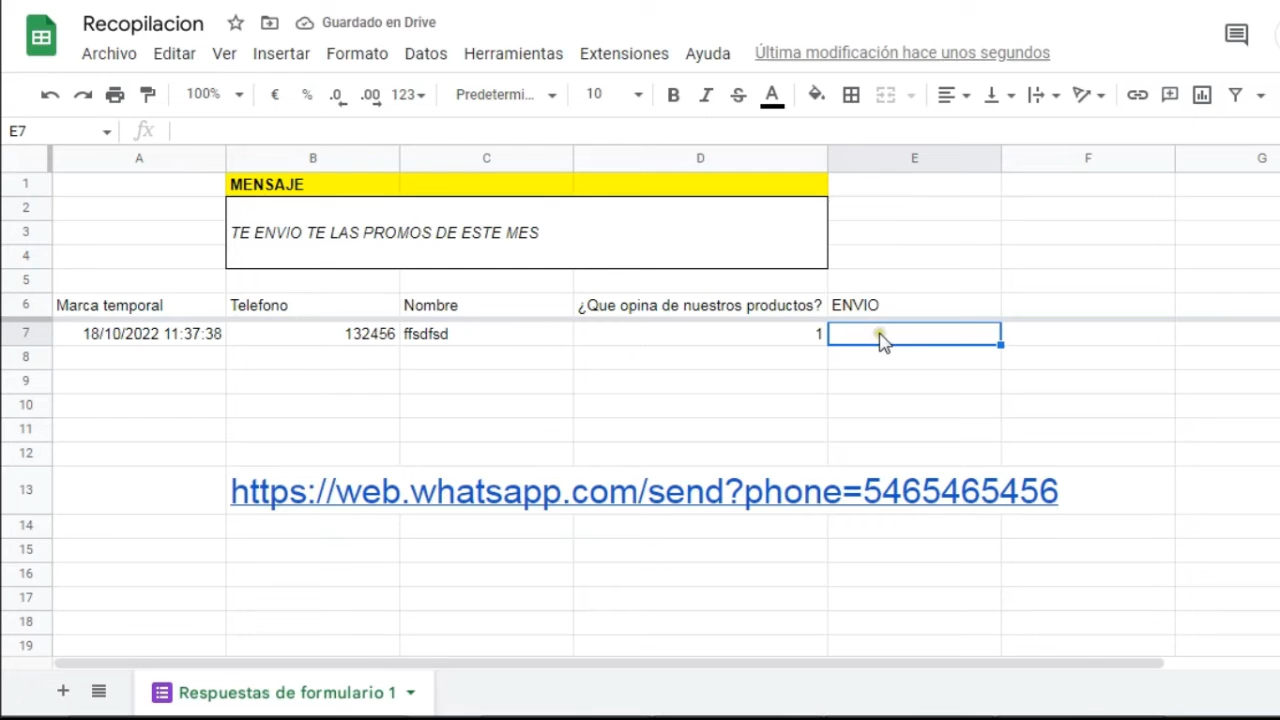 Recopilacion
Guardado en Drive
Archivo Editar Ver Insertar Formato Datos Herramientas Extensiones Ayuda Última modificación hace unos segundos
100% € % .0 .00 123 Predetermi... 10 B I S A
E7 fx
A B C D E F G
1 MENSAJE
2
3 TE ENVIO TE LAS PROMOS DE ESTE MES
4
5
6 Marca temporal Telefono Nombre ¿Que opina de nuestros productos? ENVIO
7 18/10/2022 11:37:38 132456 ffsdfsd 1
8
9
10
11
12
13 https://web.whatsapp.com/send?phone=5465465456
14
15
16
17
18
19
Respuestas de formulario 1